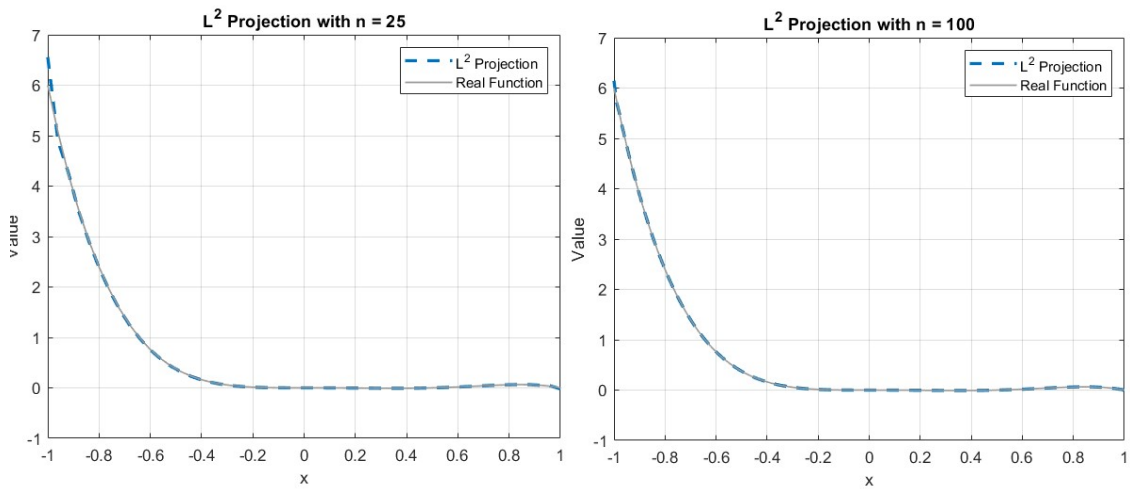 L² Projection with n = 25
7
6
5
4
3
2
1
0
-1
-1 -0.8 -0.6 -0.4 -0.2 0 0.2 0.4 0.6 0.8 1
x
L² Projection
Real Function
L² Projection with n = 100
Value
7
6
5
4
3
2
1
0
-1
-1 -0.8 -0.6 -0.4 -0.2 0 0.2 0.4 0.6 0.8 1
x
L² Projection
Real Function